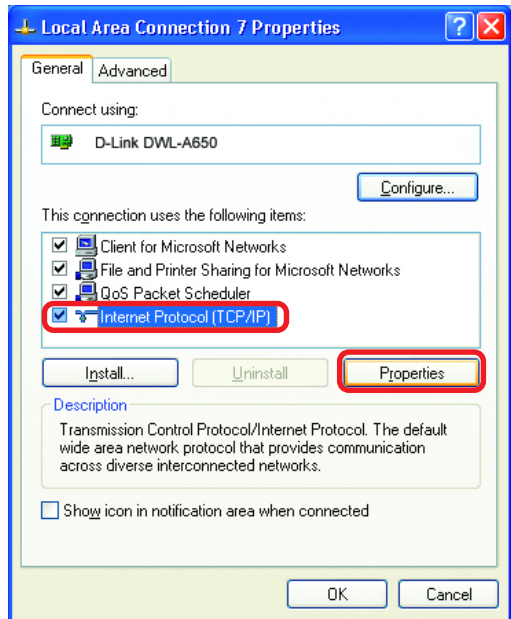 Local Area Connection 7 Properties
General Advanced
Connect using:
D-Link DWL-A650
Configure...
This connection uses the following items:
Client for Microsoft Networks
File and Printer Sharing for Microsoft Networks
QoS Packet Scheduler
Internet Protocol (TCP/IP)
Install... Uninstall Properties
Description
Transmission Control Protocol/Internet Protocol. The default
wide area network protocol that provides communication
across diverse interconnected networks.
Show icon in notification area when connected
OK Cancel